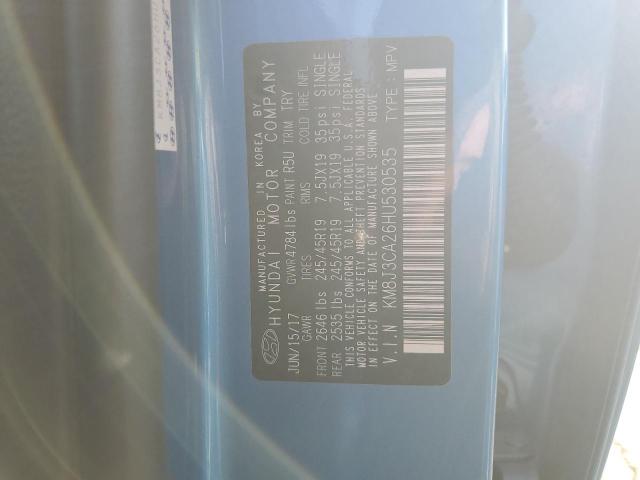 MANUFACTURED IN KOREA BY
HYUNDAI MOTOR COMPANY
JUN/15/17 GVWR 4784lbs PAINT R5U TRIM TRY
GAWR TIRES RIMS COLD TIRE INFL
FRONT 2646 lbs 245/45R19 7.5JX19 35psi SINGLE
REAR 2535 lbs 245/45R19 7.5JX19 35psi SINGLE
THIS VEHICLE CONFORMS TO ALL APPLICABLE U.S.A. FEDERAL
MOTOR VEHICLE SAFETY AND THEFT PREVENTION STANDARDS
IN EFFECT ON THE DATE OF MANUFACTURE SHOWN ABOVE
V.I.N KM8J3CA26HU530535 TYPE : MPV